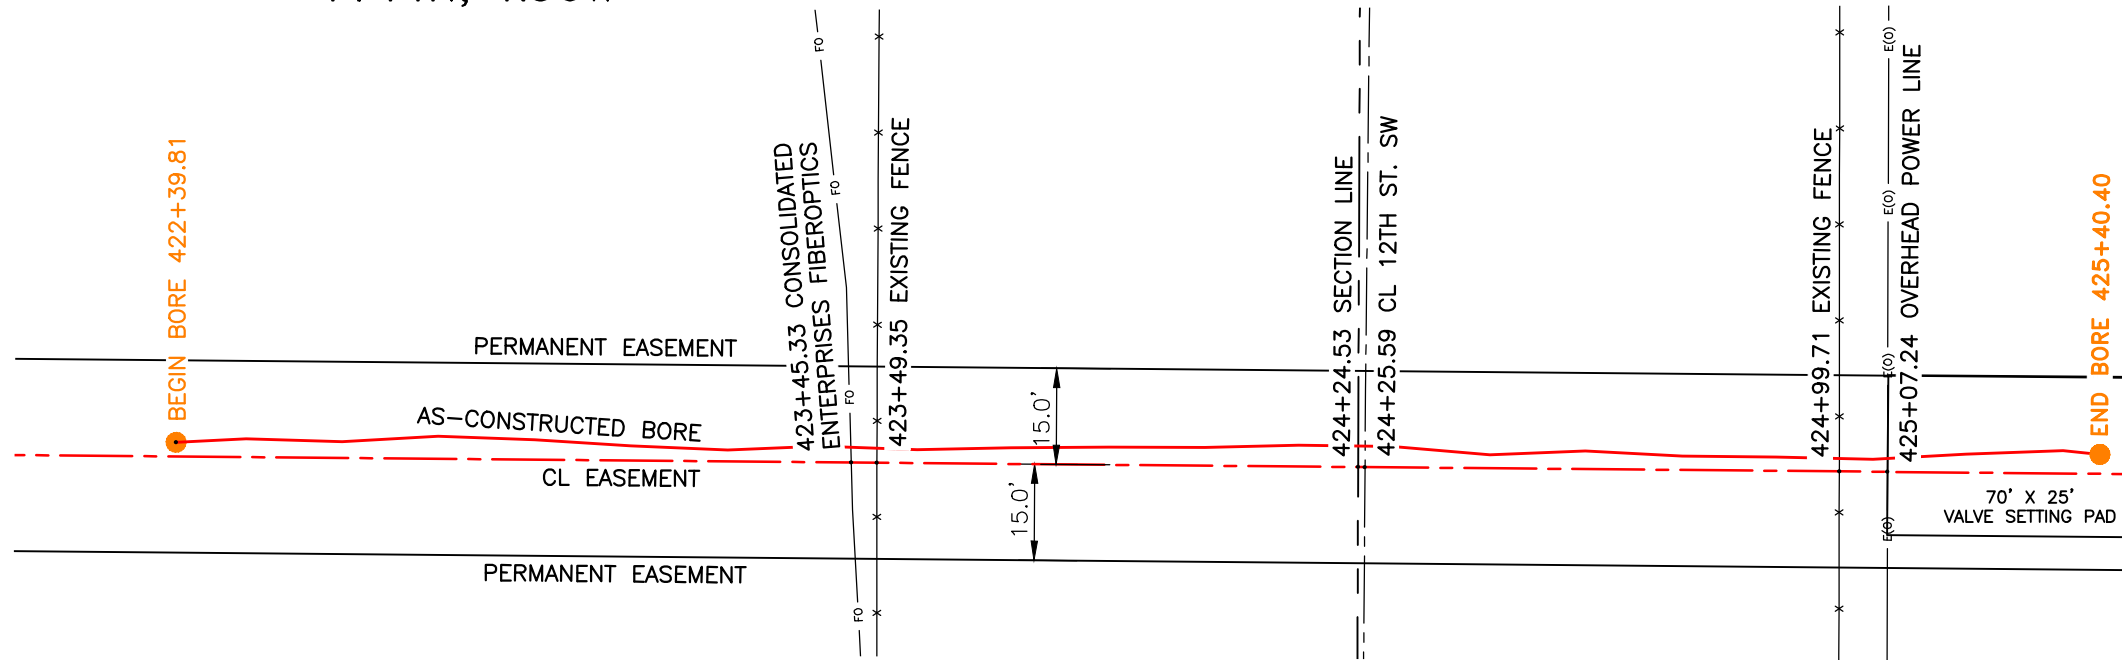 BEGIN BORE 422+39.81
PERMANENT EASEMENT
AS-CONSTRUCTED BORE
CL EASEMENT
PERMANENT EASEMENT
423+45.33 CONSOLIDATED
ENTERPRISES FIBEROPTICS
FO
FO
FO
FO
423+49.35 EXISTING FENCE
15.0'
15.0'
424+24.53 SECTION LINE
424+25.59 CL 12TH ST. SW
424+99.71 EXISTING FENCE
E(O)
E(O)
E(O)
E(O)
425+07.24 OVERHEAD POWER LINE
END BORE 425+40.40
70' X 25'
VALVE SETTING PAD